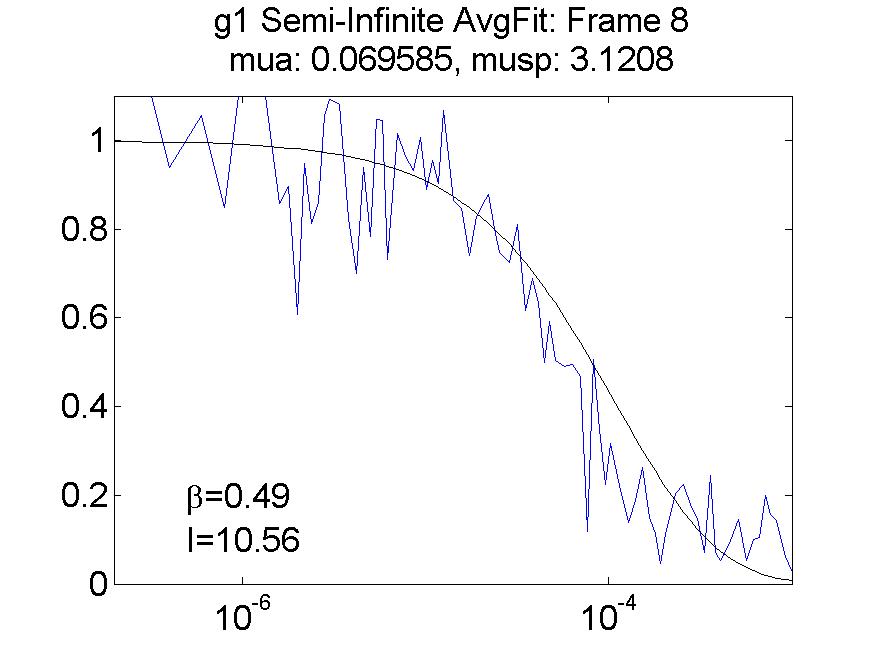 g1 Semi-Infinite AvgFit: Frame 8
mua: 0.069585, musp: 3.1208
1
0.8
0.6
0.4
0.2
0
β=0.49
I=10.56
10^-6
10^-4